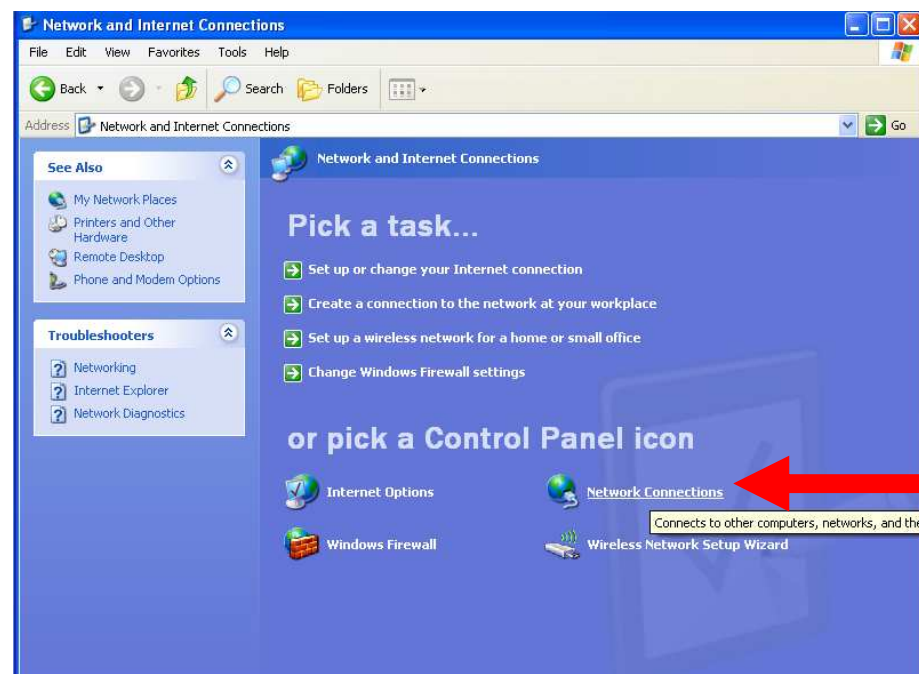 Network and Internet Connections
File Edit View Favorites Tools Help
Back Search Folders
Address Network and Internet Connections Go
See Also
My Network Places
Printers and Other
Hardware
Remote Desktop
Phone and Modem Options
Troubleshooters
Networking
Internet Explorer
Network Diagnostics
Network and Internet Connections
Pick a task...
Set up or change your Internet connection
Create a connection to the network at your workplace
Set up a wireless network for a home or small office
Change Windows Firewall settings
or pick a Control Panel icon
Internet Options Network Connections
Connects to other computers, networks, and the
Windows Firewall Wireless Network Setup Wizard